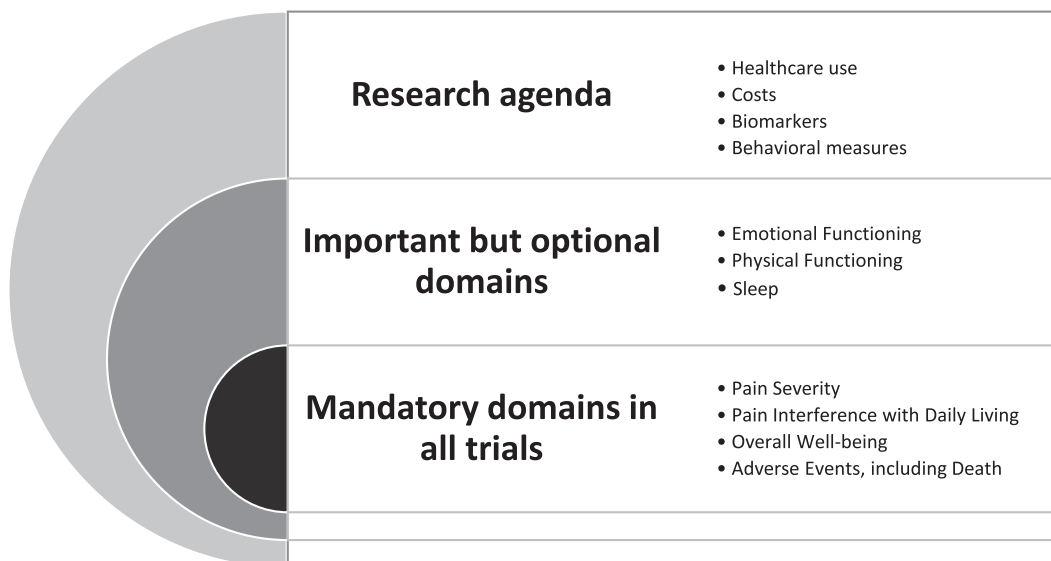 Research agenda
• Healthcare use
• Costs
• Biomarkers
• Behavioral measures
Important but optional
domains
• Emotional Functioning
• Physical Functioning
• Sleep
Mandatory domains in
all trials
• Pain Severity
• Pain Interference with Daily Living
• Overall Well-being
• Adverse Events, including Death